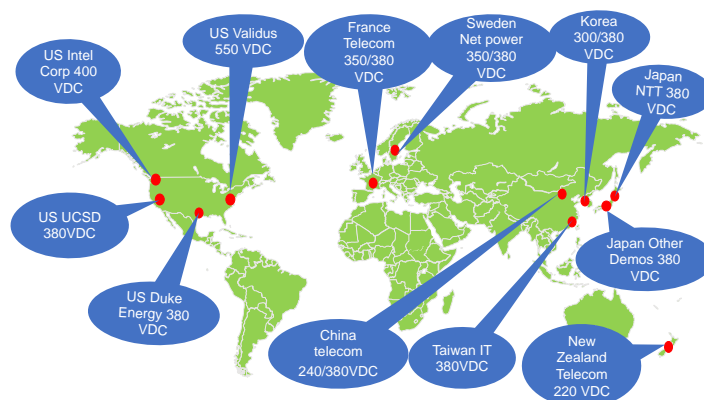 US Intel
Corp 400
VDC
US Validus
550 VDC
France
Telecom
350/380
VDC
Sweden
Net power
350/380
VDC
Korea
300/380
VDC
Japan
NTT 380
VDC
US UCSD
380VDC
US Duke
Energy 380
VDC
China
telecom
240/380VDC
Taiwan IT
380VDC
Japan Other
Demos 380
VDC
New
Zealand
Telecom
220 VDC